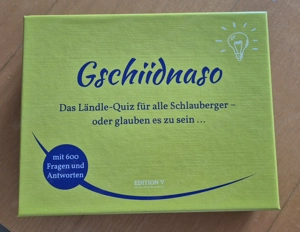 Gschiidnaso
Das Ländle-Quiz für alle Schlauberger –
oder glauben es zu sein ...
mit 600
Fragen und
Antworten
EDITION V